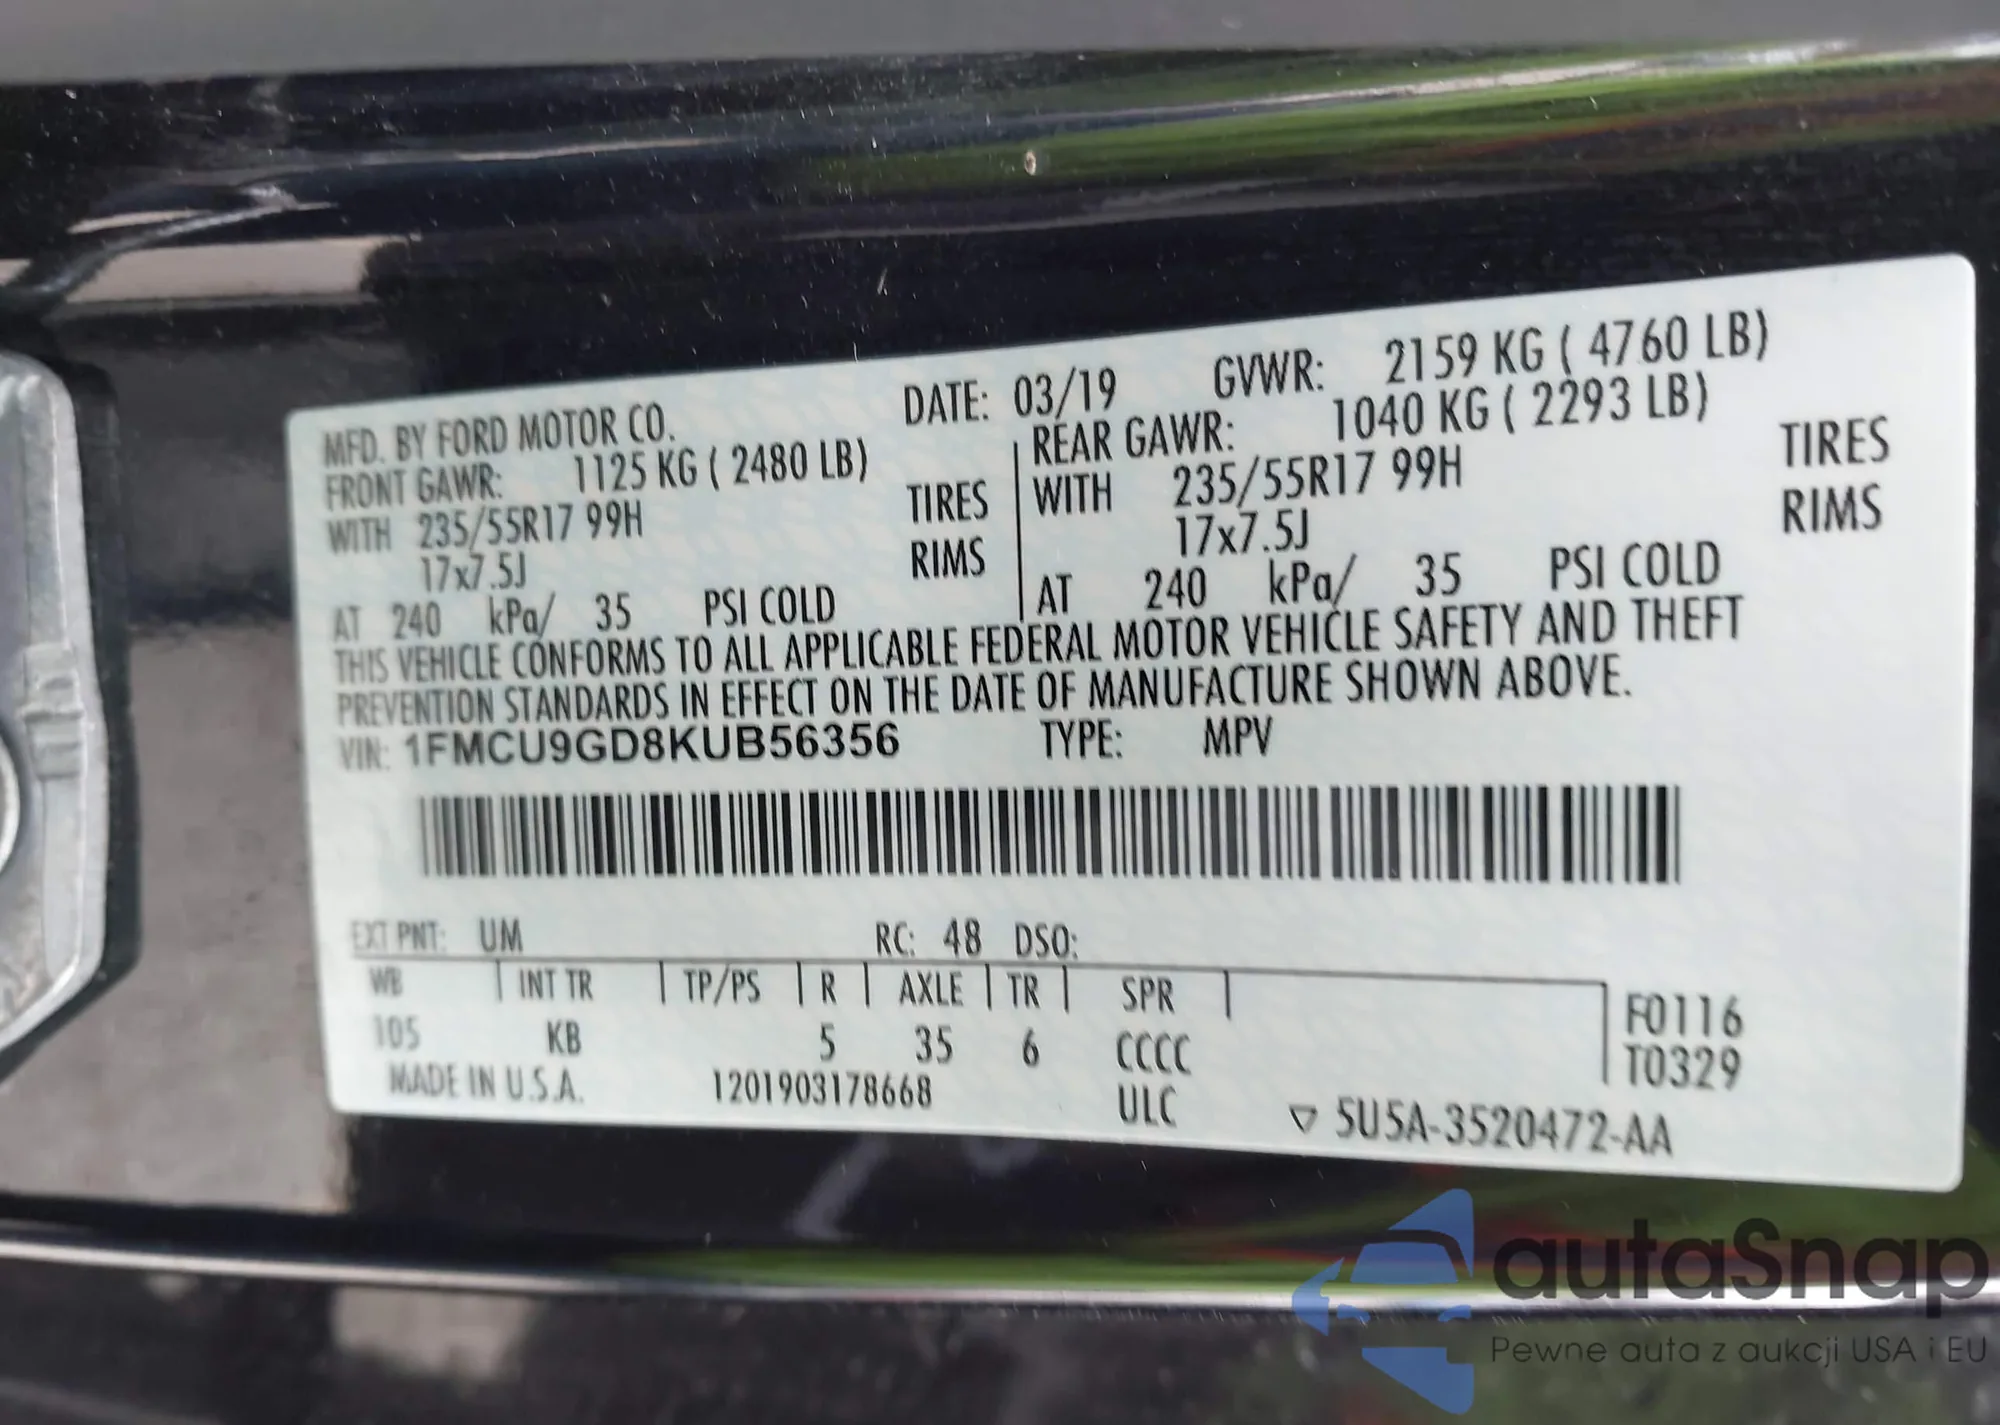 MFD. BY FORD MOTOR CO. DATE: 03/19 GVWR: 2159 KG ( 4760 LB)
FRONT GAWR: 1125 KG ( 2480 LB) REAR GAWR: 1040 KG ( 2293 LB)
WITH 235/55R17 99H TIRES WITH 235/55R17 99H TIRES
17x7.5J RIMS 17x7.5J RIMS
AT 240 kPa/ 35 PSI COLD AT 240 kPa/ 35 PSI COLD
THIS VEHICLE CONFORMS TO ALL APPLICABLE FEDERAL MOTOR VEHICLE SAFETY AND THEFT
PREVENTION STANDARDS IN EFFECT ON THE DATE OF MANUFACTURE SHOWN ABOVE.
VIN: 1FMCU9GD8KUB56356 TYPE: MPV
EXT PNT: UM RC: 48 DSO:
WB INT TR TP/PS R AXLE TR SPR F0116
105 KB 5 35 6 CCCC T0329
MADE IN U.S.A. 1201903178668 ULC ▽ 5U5A-3520472-AA
autaSnap
Pewne auta z aukcji USA i EU